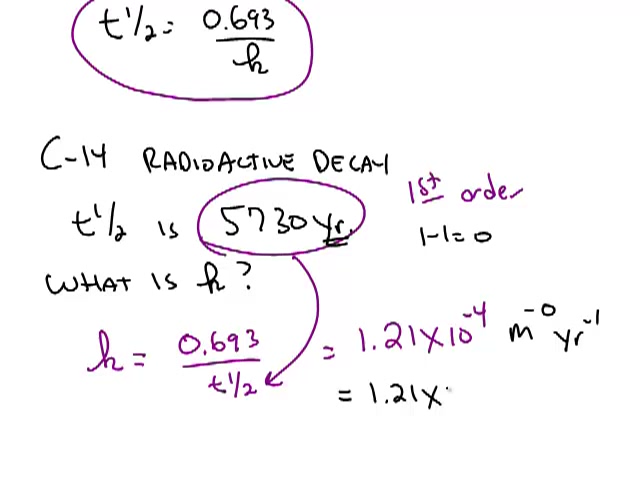 t½ = 0.693 / k
C-14 RADIOACTIVE DECAY
t½ is 5730 yr.
1st order
1-1=0
WHAT IS k?
k = 0.693 / t½ = 1.21X10⁻⁴ M⁻⁰ yr⁻¹
= 1.21X